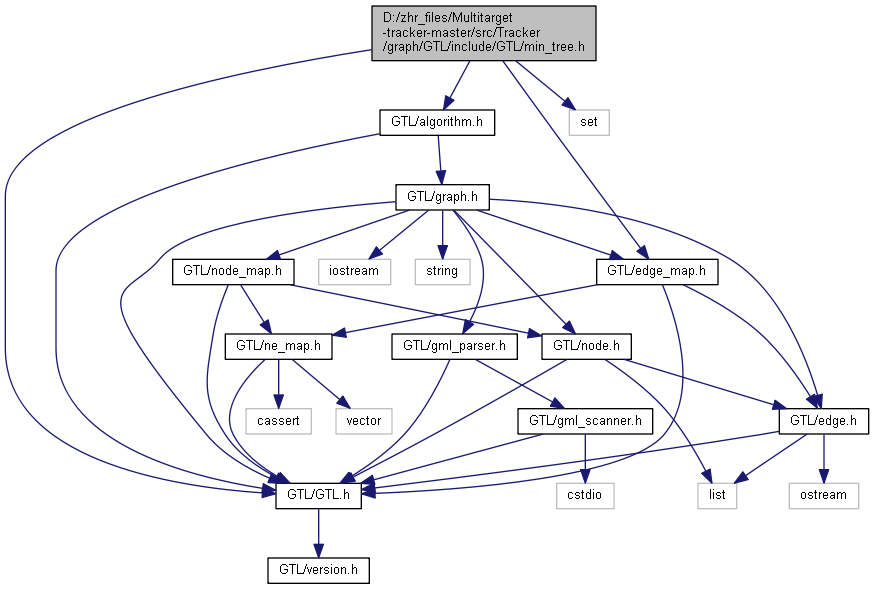 D:/zhr_files/Multitarget
-tracker-master/src/Tracker
/graph/GTL/include/GTL/min_tree.h
GTL/algorithm.h
set
GTL/graph.h
GTL/node_map.h
iostream
string
GTL/edge_map.h
GTL/ne_map.h
GTL/gml_parser.h
GTL/node.h
cassert
vector
GTL/gml_scanner.h
GTL/edge.h
GTL/GTL.h
cstdio
list
ostream
GTL/version.h